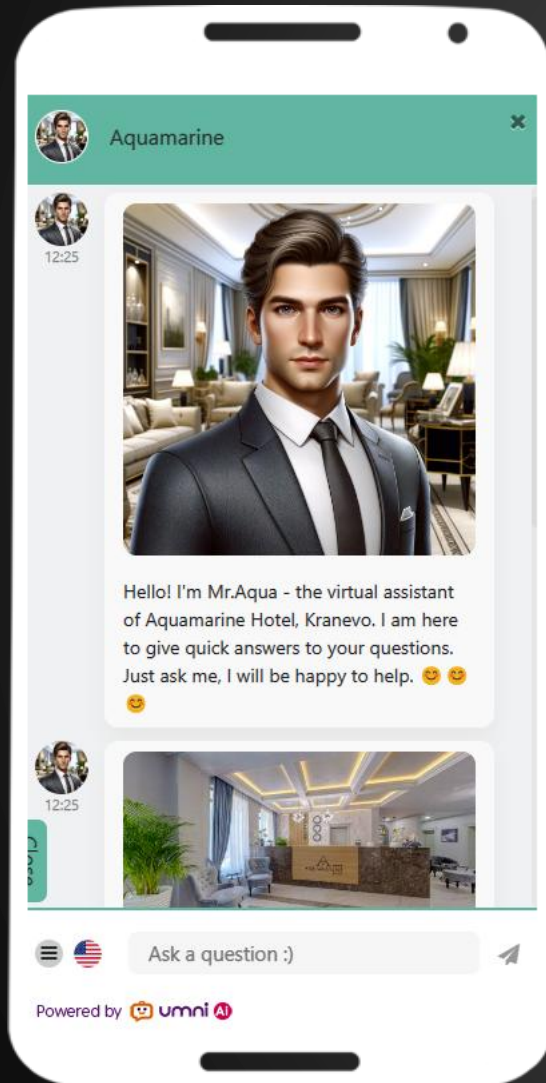 Aquamarine
12:25
Hello! I'm Mr.Aqua - the virtual assistant
of Aquamarine Hotel, Kranevo. I am here
to give quick answers to your questions.
Just ask me, I will be happy to help. 😊 😊
😊
12:25
Close
Ask a question :)
Powered by umni AI